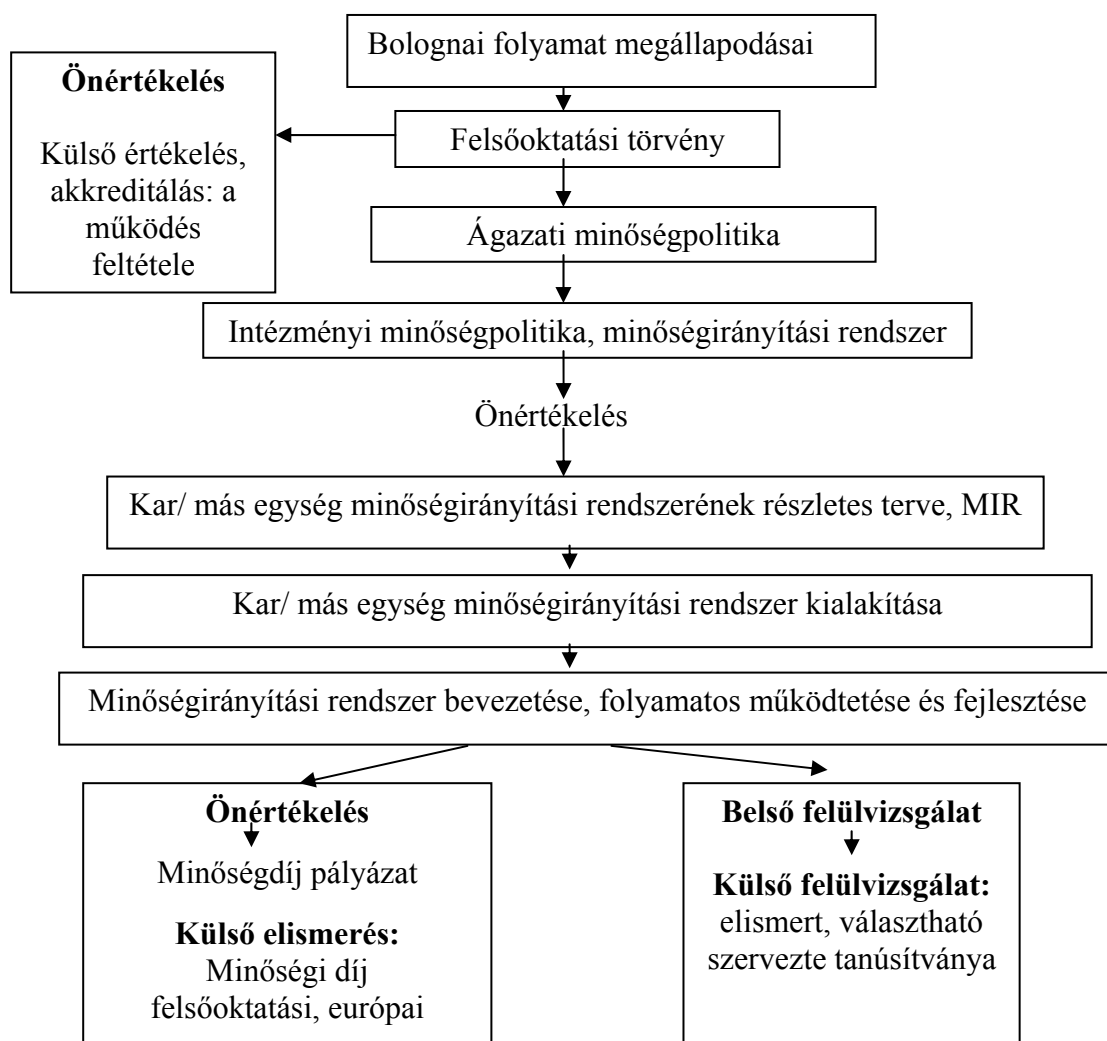 Bolognai folyamat megállapodásai
Önértékelés
Külső értékelés,
akkreditálás: a
működés
feltétele
Felsőoktatási törvény
Ágazati minőségpolitika
Intézményi minőségpolitika, minőségirányítási rendszer
Önértékelés
Kar/ más egység minőségirányítási rendszerének részletes terve, MIR
Kar/ más egység minőségirányítási rendszer kialakítása
Minőségirányítási rendszer bevezetése, folyamatos működtetése és fejlesztése
Önértékelés
Minőségdíj pályázat
Külső elismerés:
Minőségi díj
felsőoktatási, európai
Belső felülvizsgálat
Külső felülvizsgálat:
elismert, választható
szervezte tanúsítványa